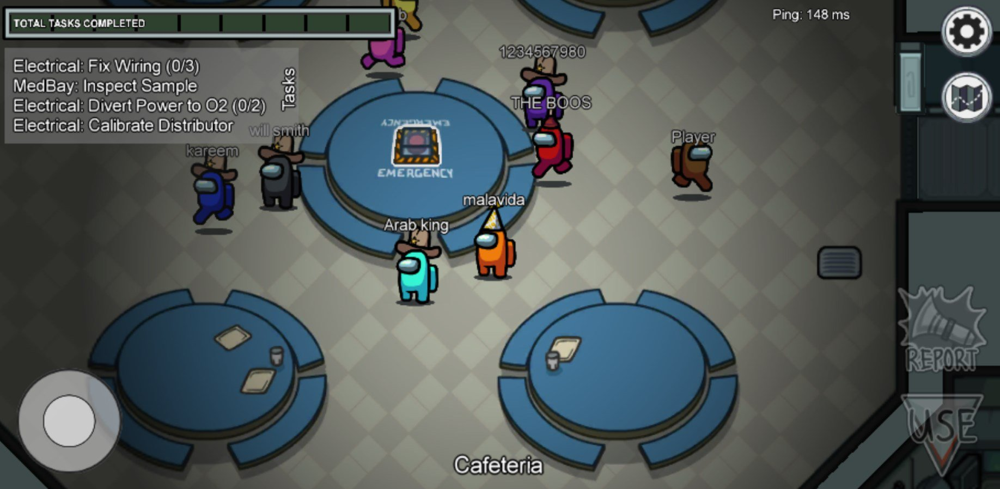 TOTAL TASKS COMPLETED
b
Ping: 148 ms
Electrical: Fix Wiring (0/3)
MedBay: Inspect Sample
Electrical: Divert Power to O2 (0/2)
Electrical: Calibrate Distributor
Tasks
1234567980
THE BOOS
will smith
kareem
Player
EMERGENCY
EMERGENCY
malavida
Arab king
REPORT
USE
Cafeteria